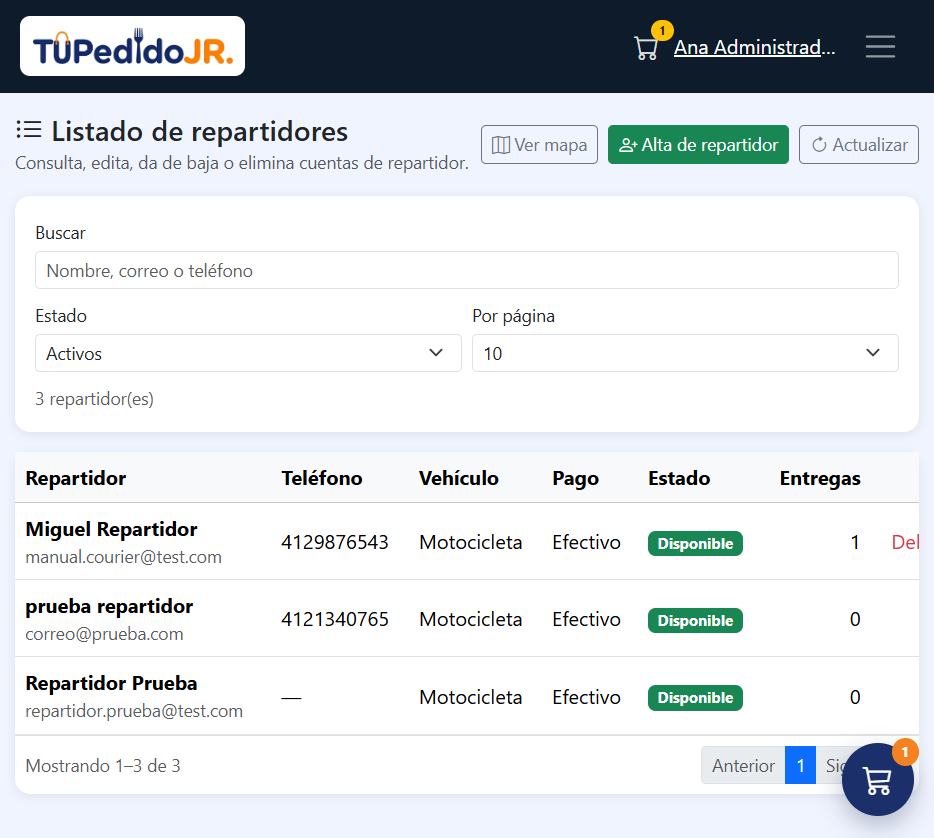 TUPedidoJR.
1
Ana Administrad...
Listado de repartidores
Consulta, edita, da de baja o elimina cuentas de repartidor.
Ver mapa
Alta de repartidor
Actualizar
Buscar
Nombre, correo o teléfono
Estado
Por página
Activos
10
3 repartidor(es)
Repartidor Teléfono Vehículo Pago Estado Entregas
Miguel Repartidor
manual.courier@test.com
4129876543 Motocicleta Efectivo Disponible 1
prueba repartidor
correo@prueba.com
4121340765 Motocicleta Efectivo Disponible 0
Repartidor Prueba
repartidor.prueba@test.com
— Motocicleta Efectivo Disponible 0
Mostrando 1–3 de 3
Anterior 1
1